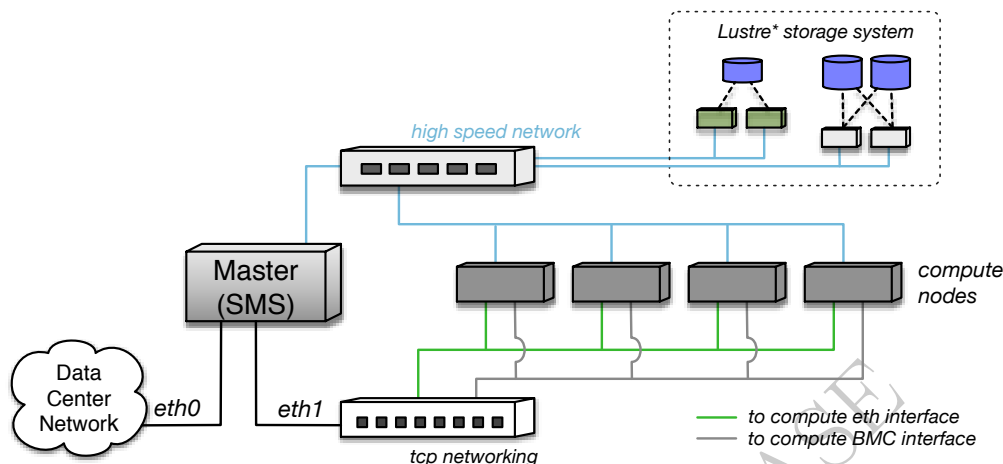 Lustre* storage system
high speed network
Master
(SMS)
compute
nodes
Data
Center
Network
eth0
eth1
to compute eth interface
to compute BMC interface
tcp networking